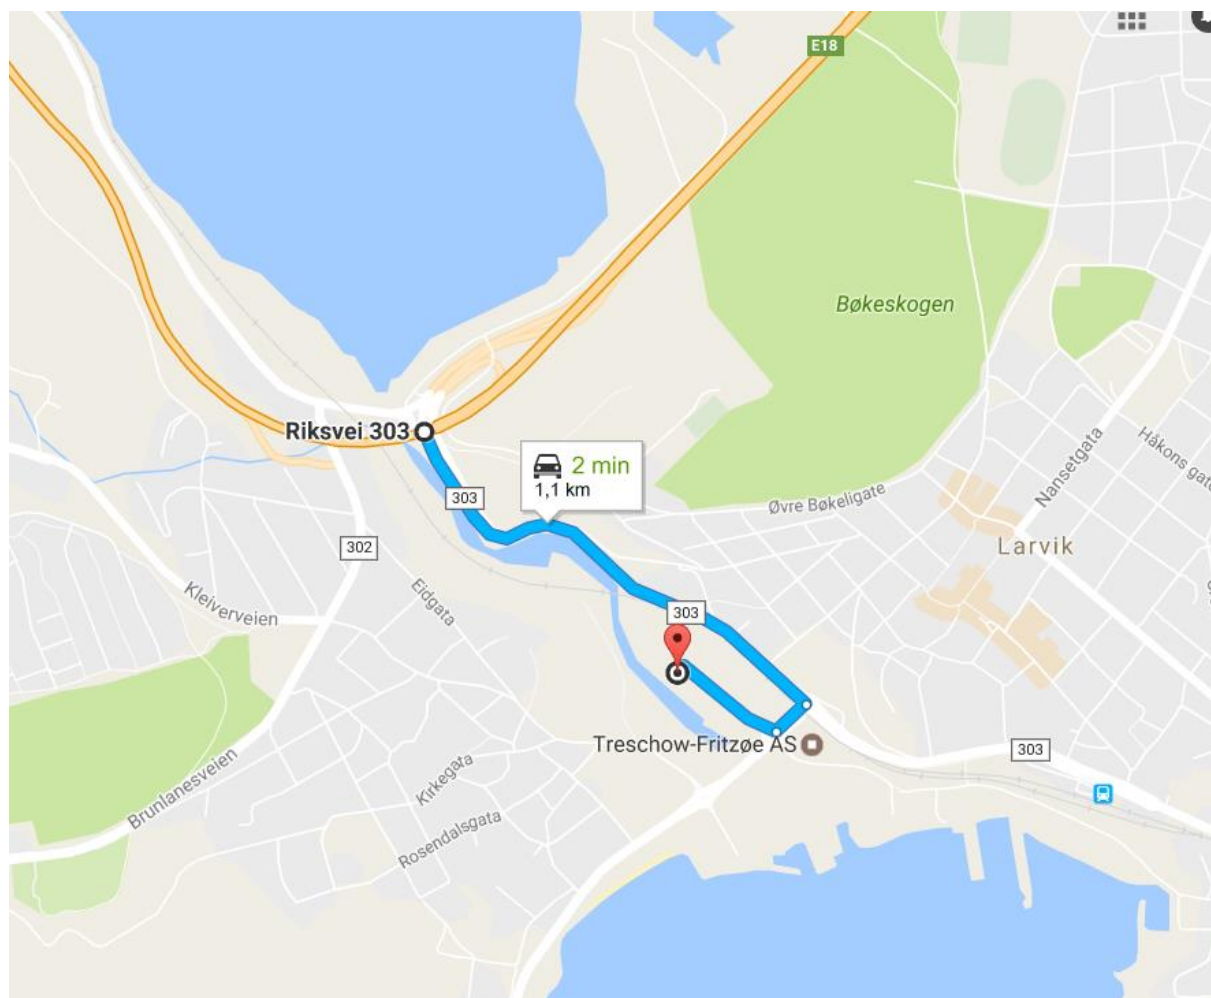 E18
Bøkeskogen
Riksvei 303
2 min
1,1 km
303
Øvre Bøkeligate
Nansetgata
Håkons gate
Larvik
302
Kleiverveien
Eidgata
303
Treschow-Fritzøe AS
303
Brunlanesveien
Kirkegata
Rosendalsgata